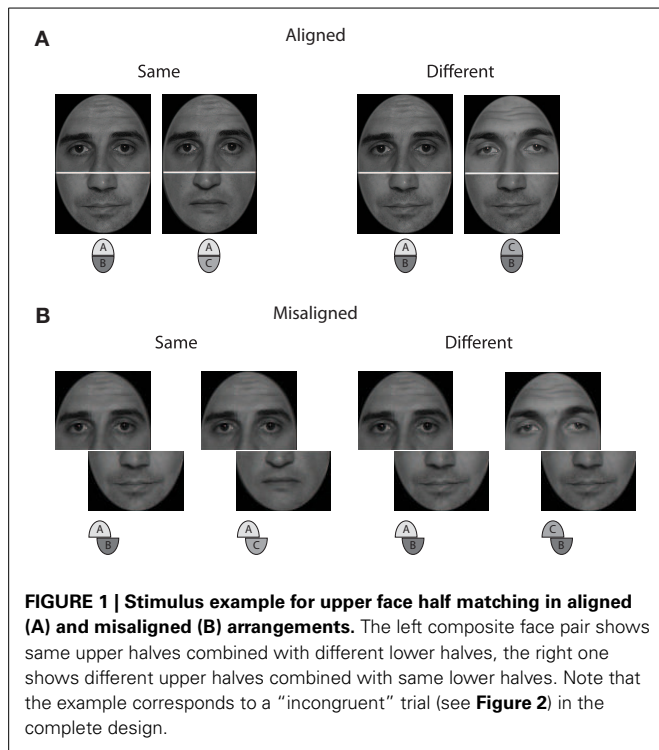 A
Aligned
Same Different
A A A C
B C B B
B
Misaligned
Same Different
A A A C
B C B B
FIGURE 1 | Stimulus example for upper face half matching in aligned
(A) and misaligned (B) arrangements. The left composite face pair shows
same upper halves combined with different lower halves, the right one
shows different upper halves combined with same lower halves. Note that
the example corresponds to a “incongruent” trial (see Figure 2) in the
complete design.